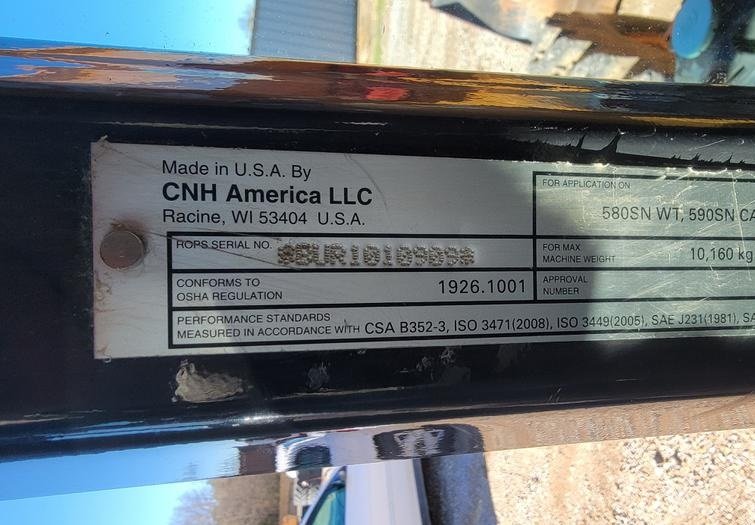 Made in U.S.A. By
CNH America LLC
Racine, WI 53404 U.S.A.
ROPS SERIAL NO.
CONFORMS TO
OSHA REGULATION
1926.1001
PERFORMANCE STANDARDS
MEASURED IN ACCORDANCE WITH CSA B352-3, ISO 3471(2008), ISO 3449(2005), SAE J231(1981),
FOR APPLICATION ON
580SN WT, 590SN
FOR MAX
MACHINE WEIGHT
10,160 kg
APPROVAL
NUMBER